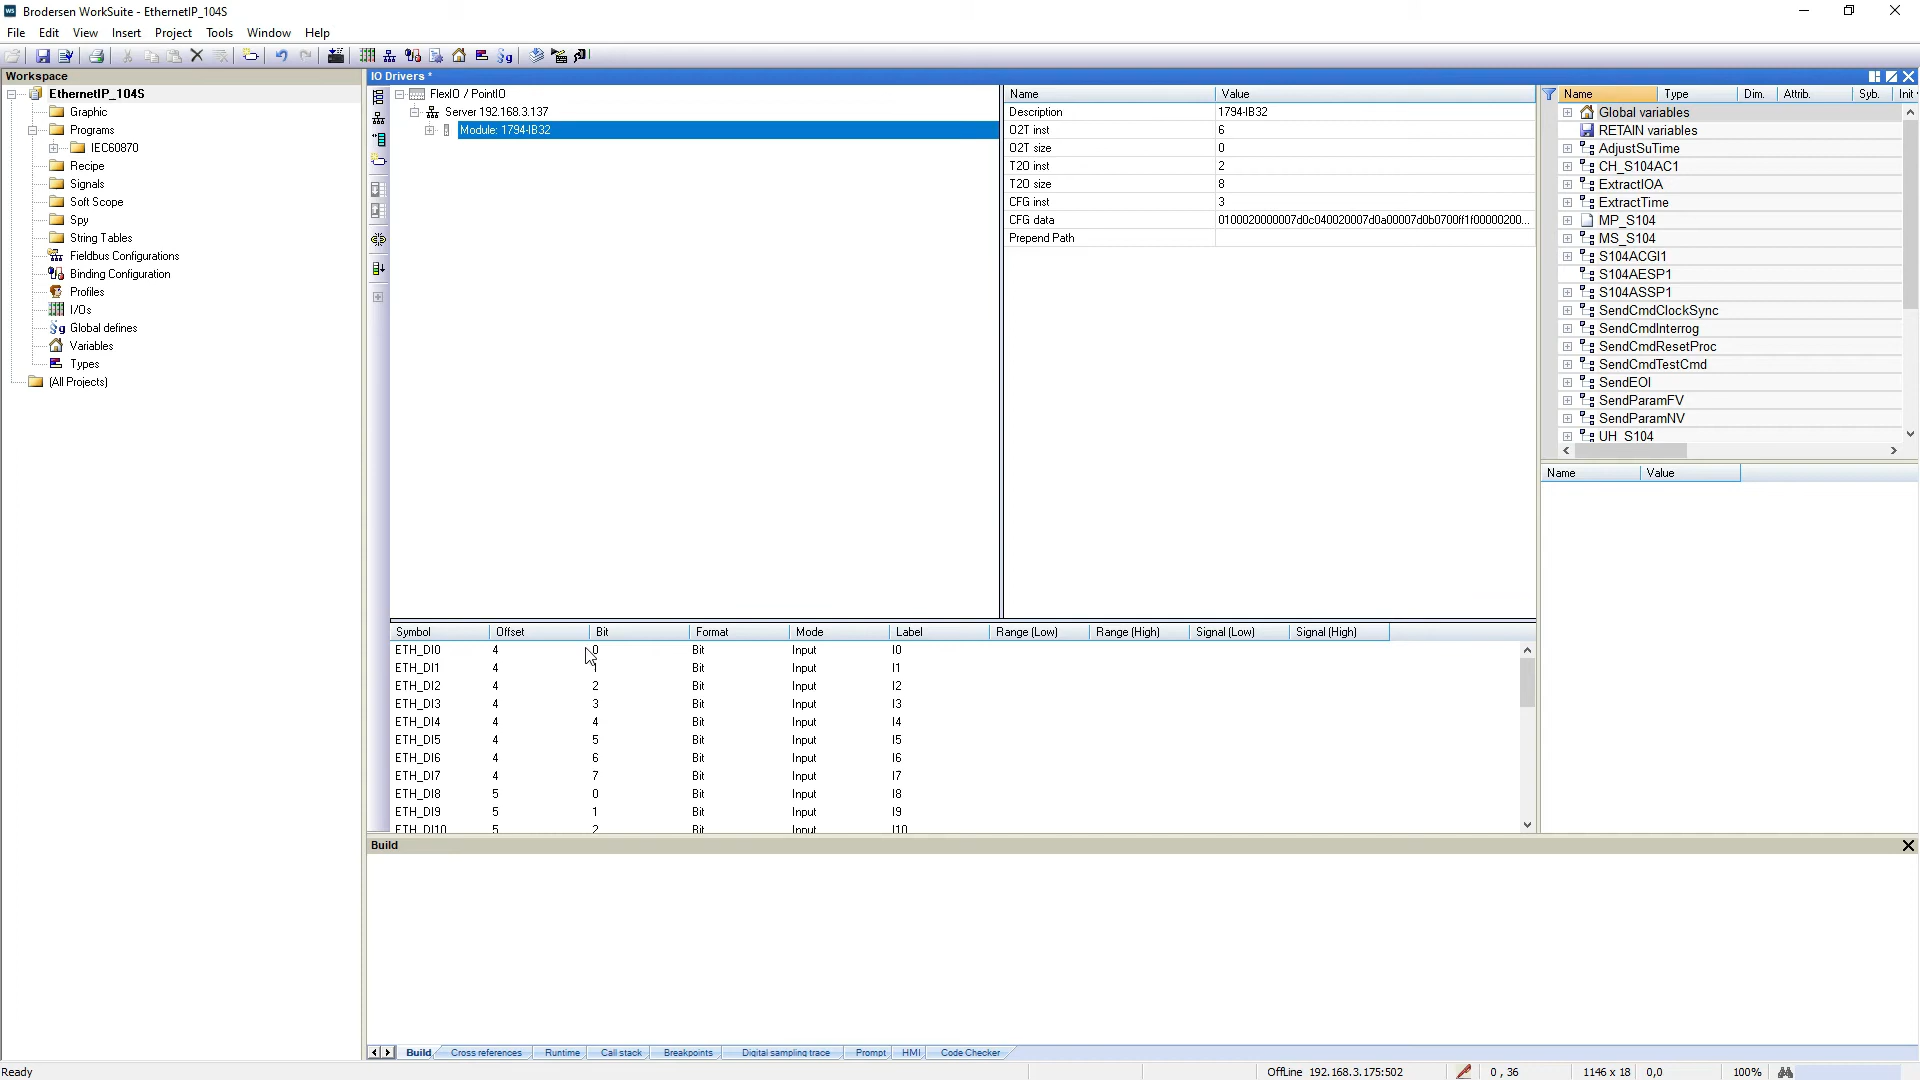 Brodersen WorkSuite - EthernetIP_104S
File Edit View Insert Project Tools Window Help
Workspace
EthernetIP_104S
Graphic
Programs
IEC60870
Recipe
Signals
Soft Scope
Spy
String Tables
Fieldbus Configurations
Binding Configuration
Profiles
I/Os
Global defines
Variables
Types
(All Projects)
IO Drivers *
FlexIO / PointIO
Server 192.168.3.137
Module: 1794-IB32
Name Value
Description 1794-IB32
O2T inst 6
O2T size 0
T2O inst 2
T2O size 8
CFG inst 3
CFG data 0100020000007d0c040020007d0a00007d0b0700ff1f00000200...
Prepend Path
Name Type Dim. Attrib. Syb. Init
Global variables
RETAIN variables
AdjustSuTime
CH_S104AC1
ExtractIOA
ExtractTime
MP_S104
MS_S104
S104ACGI1
S104AESP1
S104ASSP1
SendCmdClockSync
SendCmdInterrog
SendCmdResetProc
SendCmdTestCmd
SendEOI
SendParamFV
SendParamNV
UH_S104
Name Value
Symbol Offset Bit Format Mode Label Range (Low) Range (High) Signal (Low) Signal (High)
ETH_DI0 4 0 Bit Input I0
ETH_DI1 4 1 Bit Input I1
ETH_DI2 4 2 Bit Input I2
ETH_DI3 4 3 Bit Input I3
ETH_DI4 4 4 Bit Input I4
ETH_DI5 4 5 Bit Input I5
ETH_DI6 4 6 Bit Input I6
ETH_DI7 4 7 Bit Input I7
ETH_DI8 5 0 Bit Input I8
ETH_DI9 5 1 Bit Input I9
ETH_DI10 5 2 Bit Input I10
Build
Build Cross references Runtime Call stack Breakpoints Digital sampling trace Prompt HMI Code Checker
Ready OffLine 192.168.3.175:502 0 , 36 1146 x 18 0,0 100%